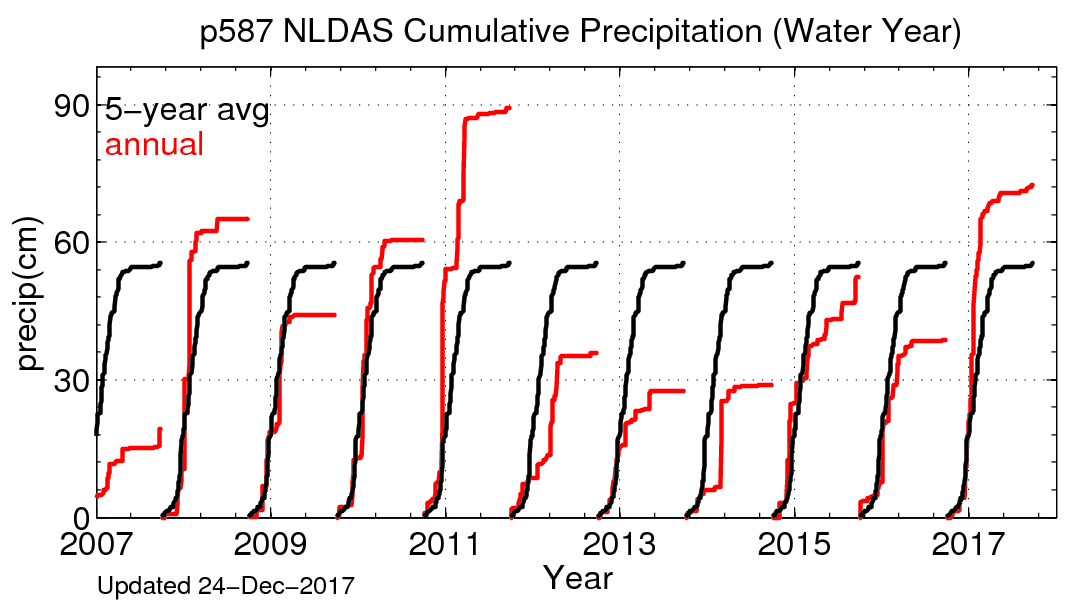 p587 NLDAS Cumulative Precipitation (Water Year)
90
5−year avg
annual
60
precip(cm)
30
0
2007 2009 2011 2013 2015 2017
Year
Updated 24−Dec−2017